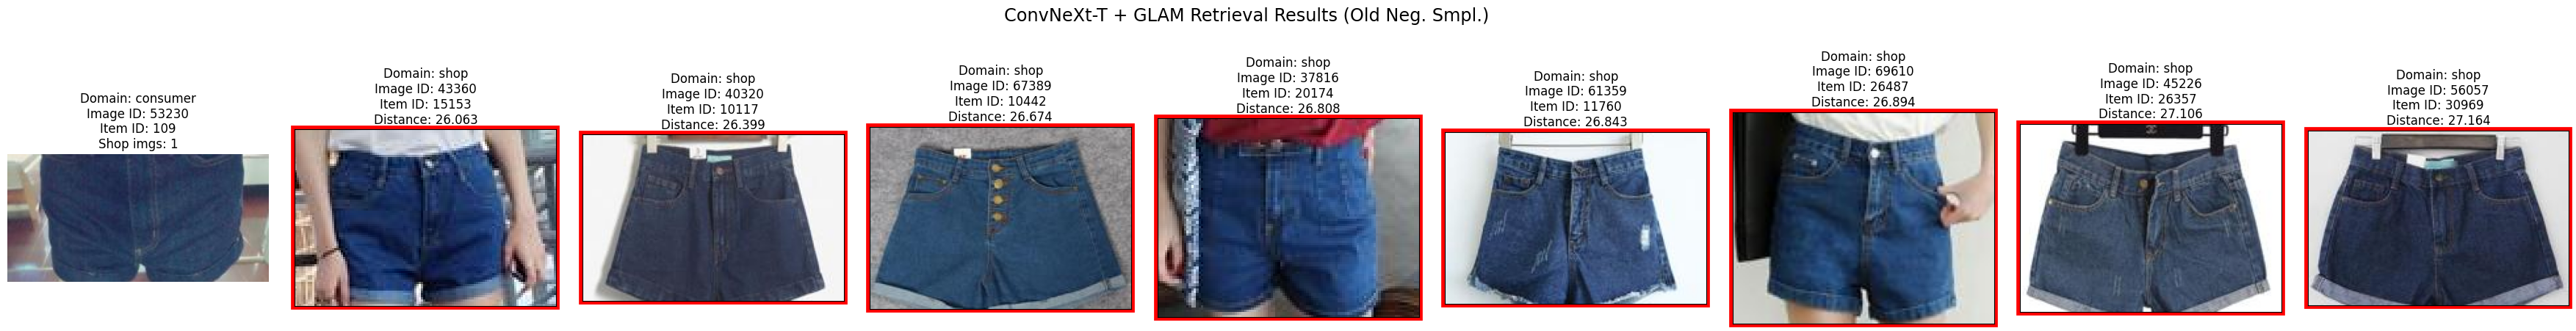 ConvNeXt-T + GLAM Retrieval Results (Old Neg. Smpl.)
Domain: consumer
Image ID: 53230
Item ID: 109
Shop imgs: 1
Domain: shop
Image ID: 43360
Item ID: 15153
Distance: 26.063
Domain: shop
Image ID: 40320
Item ID: 10117
Distance: 26.399
Domain: shop
Image ID: 67389
Item ID: 10442
Distance: 26.674
Domain: shop
Image ID: 37816
Item ID: 20174
Distance: 26.808
Domain: shop
Image ID: 61359
Item ID: 11760
Distance: 26.843
Domain: shop
Image ID: 69610
Item ID: 26487
Distance: 26.894
Domain: shop
Image ID: 45226
Item ID: 26357
Distance: 27.106
Domain: shop
Image ID: 56057
Item ID: 30969
Distance: 27.164